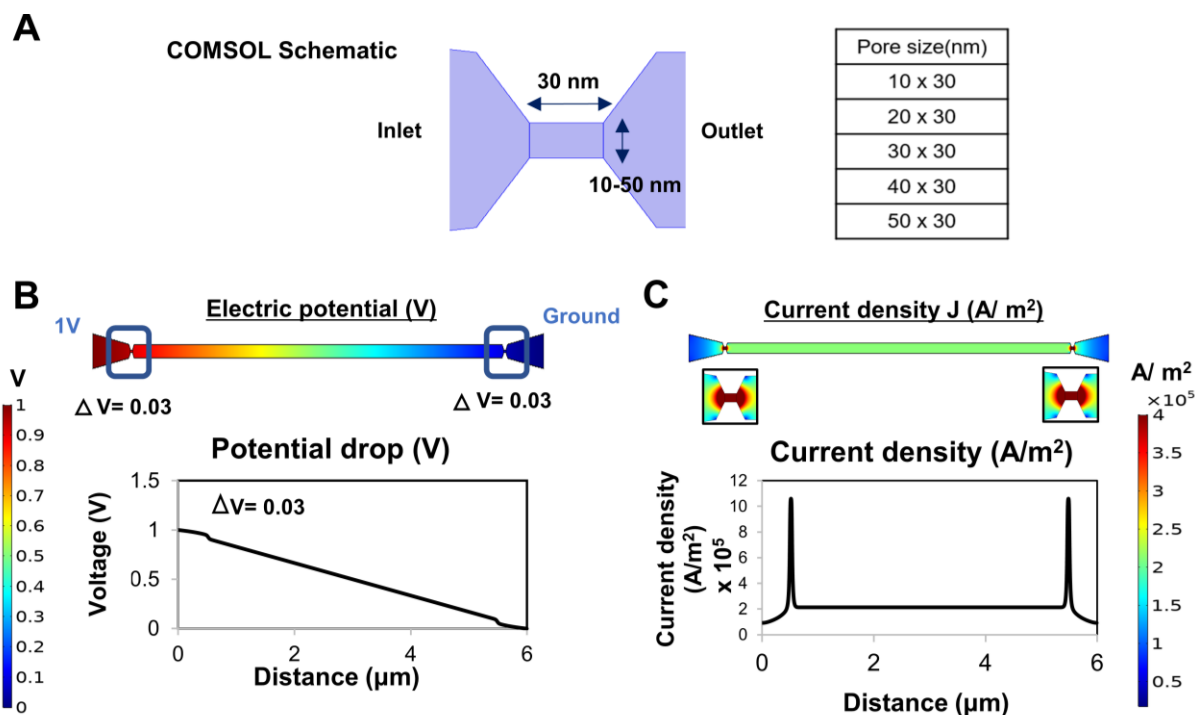 A
COMSOL Schematic
30 nm
Inlet
Outlet
10-50 nm
Pore size(nm)
10 x 30
20 x 30
30 x 30
40 x 30
50 x 30
B
Electric potential (V)
1V
Ground
Δ V= 0.03
Δ V= 0.03
V
1
0.9
0.8
0.7
0.6
0.5
0.4
0.3
0.2
0.1
0
Potential drop (V)
ΔV= 0.03
Voltage (V)
1.5
1
0.5
0
0
2
4
6
Distance (μm)
C
Current density J (A/ m²)
A/ m²
×10⁵
4
3.5
3
2.5
2
1.5
1
0.5
Current density (A/m²)
Current density
(A/m²)
x 10⁵
12
10
8
6
4
2
0
0
2
4
6
Distance (μm)